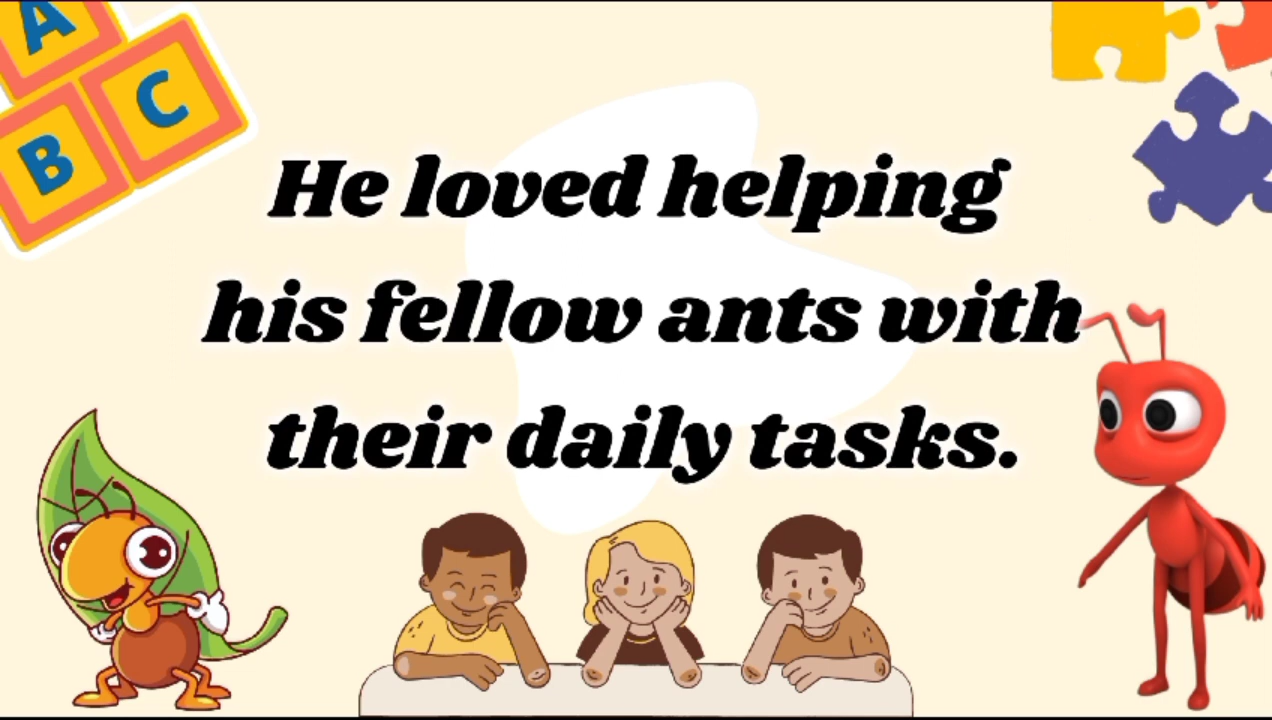 A
B C
He loved helping
his fellow ants with
their daily tasks.